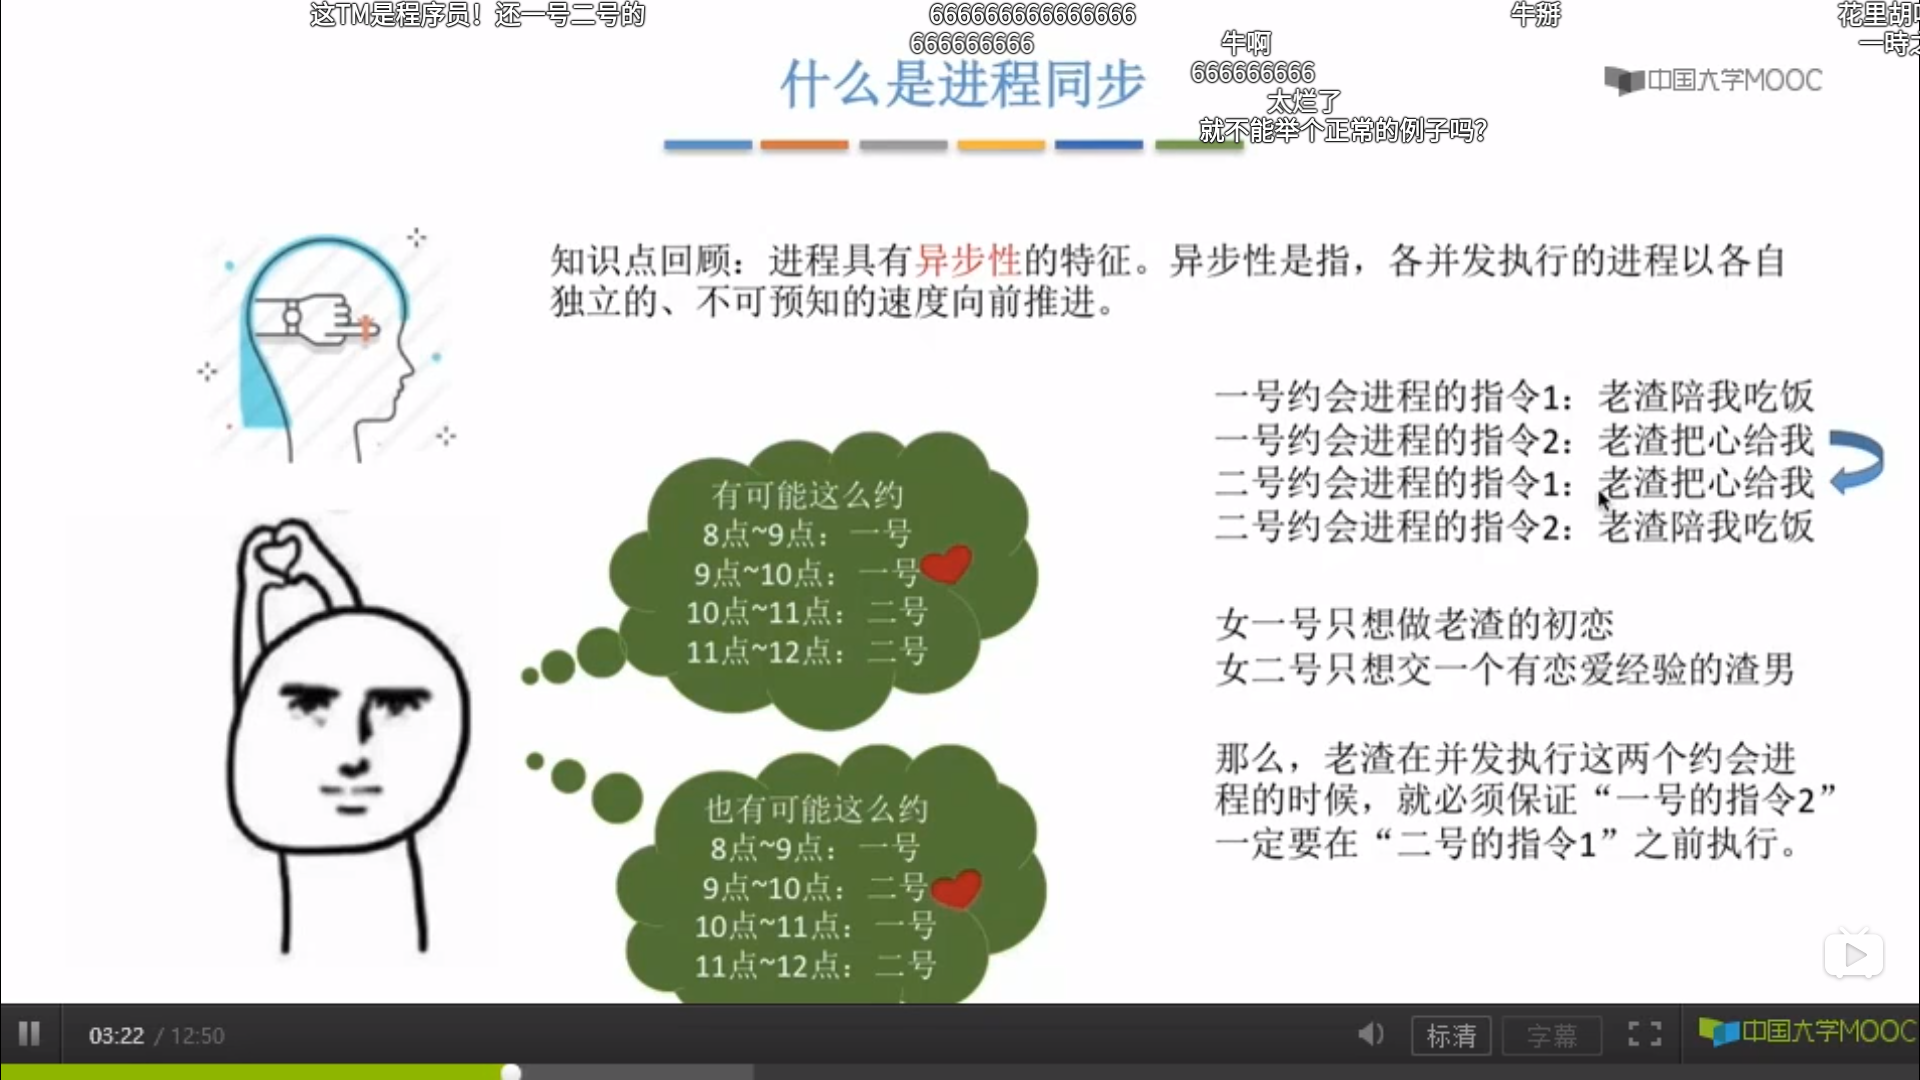 这TM是程序员！还一号二号的
66666666666666666
牛掰
666666666
牛啊
666666666
太烂了
就不能举个正常的例子吗？
什么是进程同步
中国大学MOOC
知识点回顾：进程具有异步性的特征。异步性是指，各并发执行的进程以各自
独立的、不可预知的速度向前推进。
一号约会进程的指令1：老渣陪我吃饭
一号约会进程的指令2：老渣把心给我
二号约会进程的指令1：老渣把心给我
二号约会进程的指令2：老渣陪我吃饭
有可能这么约
8点~9点：一号
9点~10点：一号
10点~11点：二号
11点~12点：二号
女一号只想做老渣的初恋
女二号只想交一个有恋爱经验的渣男
那么，老渣在并发执行这两个约会进
程的时候，就必须保证“一号的指令2”
一定要在“二号的指令1”之前执行。
也有可能这么约
8点~9点：一号
9点~10点：二号
10点~11点：一号
11点~12点：二号
03:22 / 12:50
标清
字幕
中国大学MOOC